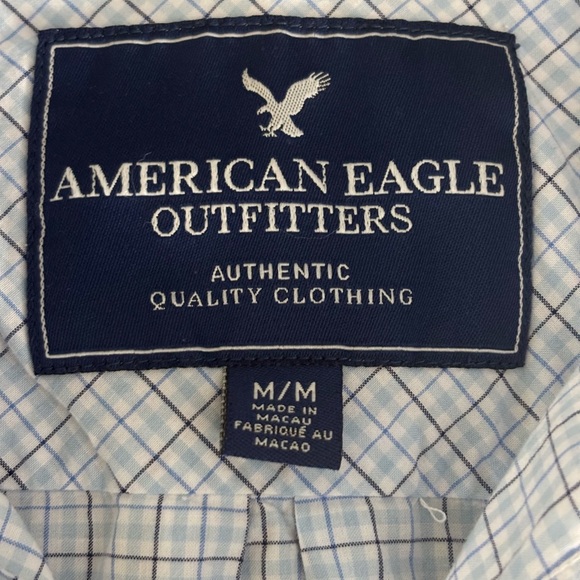 AMERICAN EAGLE
OUTFITTERS
AUTHENTIC
QUALITY CLOTHING
M/M
MADE IN
MACAU
FABRIQUÉ AU
MACAO